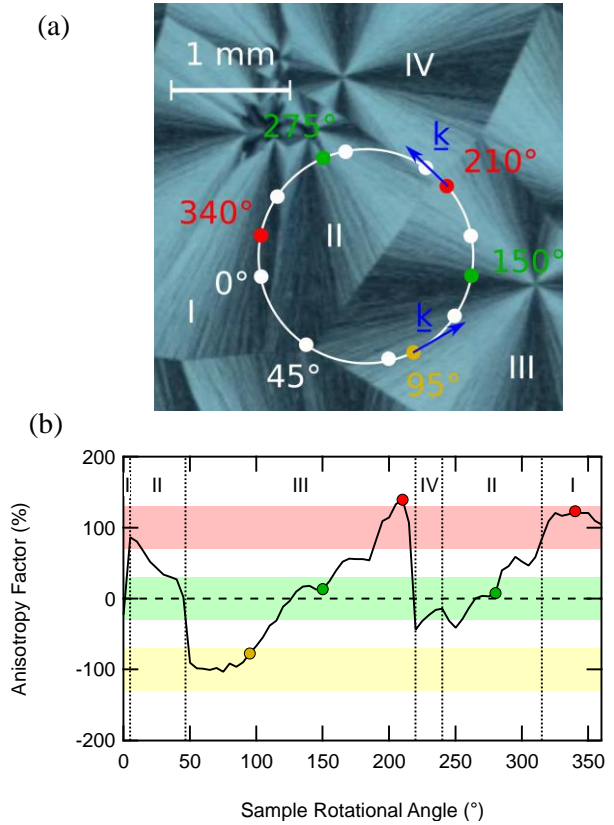 (a)
1 mm
IV
275°
k
210°
340°
II
150°
0°
I
k
III
45°
95°
(b)
200
I
II
III
IV
II
I
100
0
-100
-200
Anisotropy Factor (%)
0
50
100
150
200
250
300
350
Sample Rotational Angle (°)